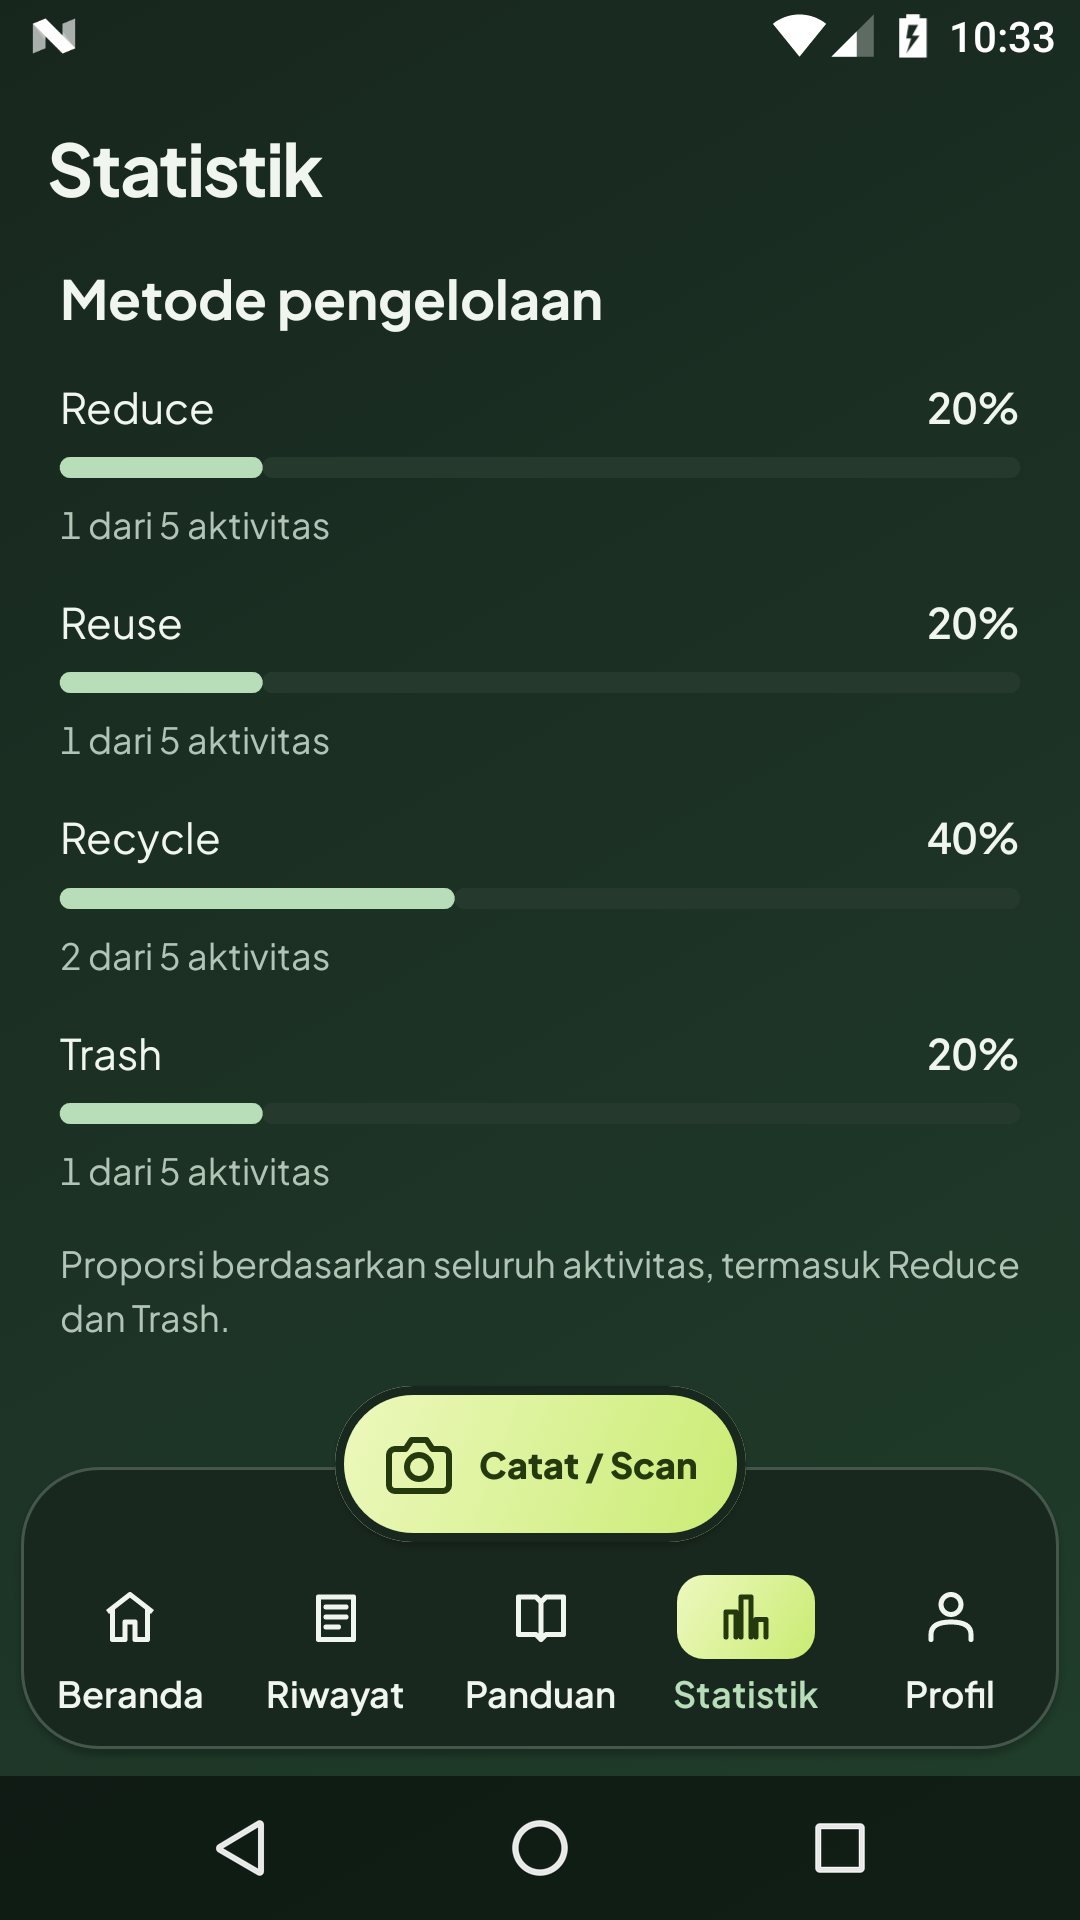 10:33
Statistik
Metode pengelolaan
Reduce 20%
1 dari 5 aktivitas
Reuse 20%
1 dari 5 aktivitas
Recycle 40%
2 dari 5 aktivitas
Trash 20%
1 dari 5 aktivitas
Proporsi berdasarkan seluruh aktivitas, termasuk Reduce
dan Trash.
Catat / Scan
Beranda Riwayat Panduan Statistik Profil